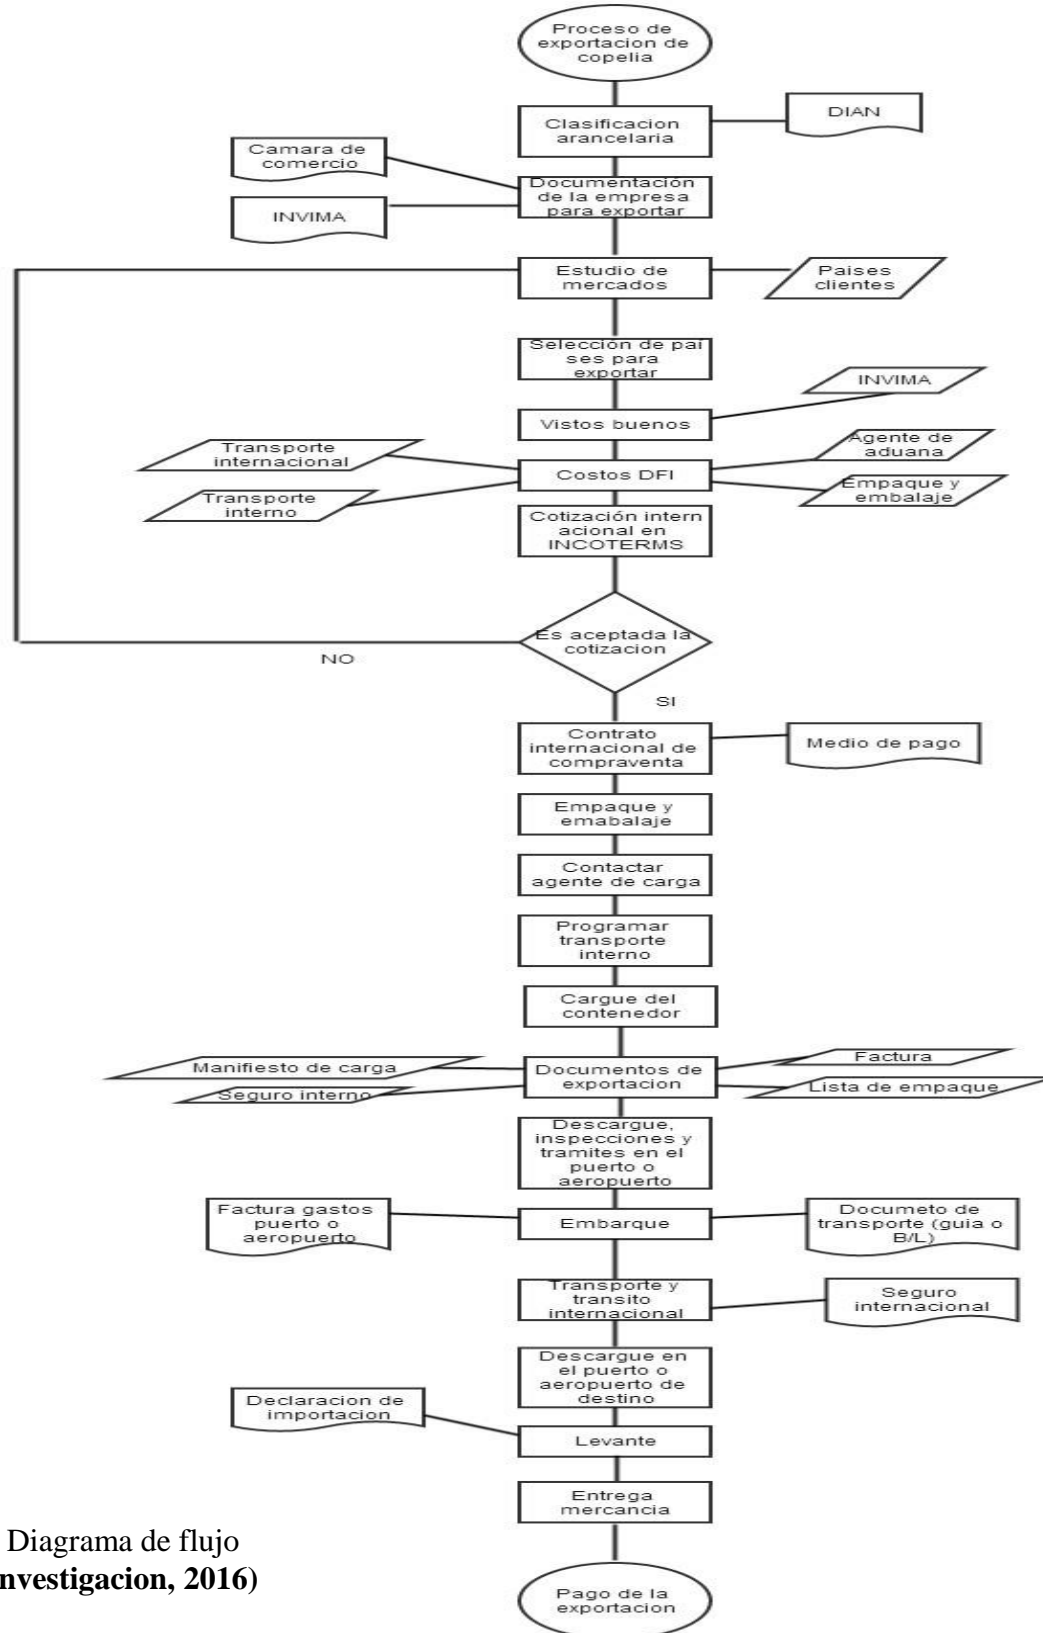 Proceso de
exportacion de
copelia
Clasificacion
arancelaria
DIAN
Camara de
comercio
Documentación
de la empresa
para exportar
INVIMA
Estudio de
mercados
Paises
clientes
Selección de pai
ses para
exportar
INVIMA
Vistos buenos
Transporte
internacional
Agente de
aduana
Costos DFI
Transporte
interno
Empaque y
embalaje
Cotización intern
acional en
INCOTERMS
Es aceptada la
cotizacion
NO
SI
Contrato
internacional de
compraventa
Medio de pago
Empaque y
emabalaje
Contactar
agente de carga
Programar
transporte
interno
Cargue del
contenedor
Manifiesto de carga
Seguro interno
Documentos de
exportacion
Factura
Lista de empaque
Descargue,
inspecciones y
tramites en el
puerto o
aeropuerto
Factura gastos
puerto o
aeropuerto
Embarque
Documeto de
transporte (guia o
B/L)
Transporte y
transito
internacional
Seguro
internacional
Descargue en
el puerto o
aeropuerto de
destino
Declaracion de
importacion
Levante
Entrega
mercancia
Diagrama de flujo
nvestigacion, 2016)
Pago de la
exportacion